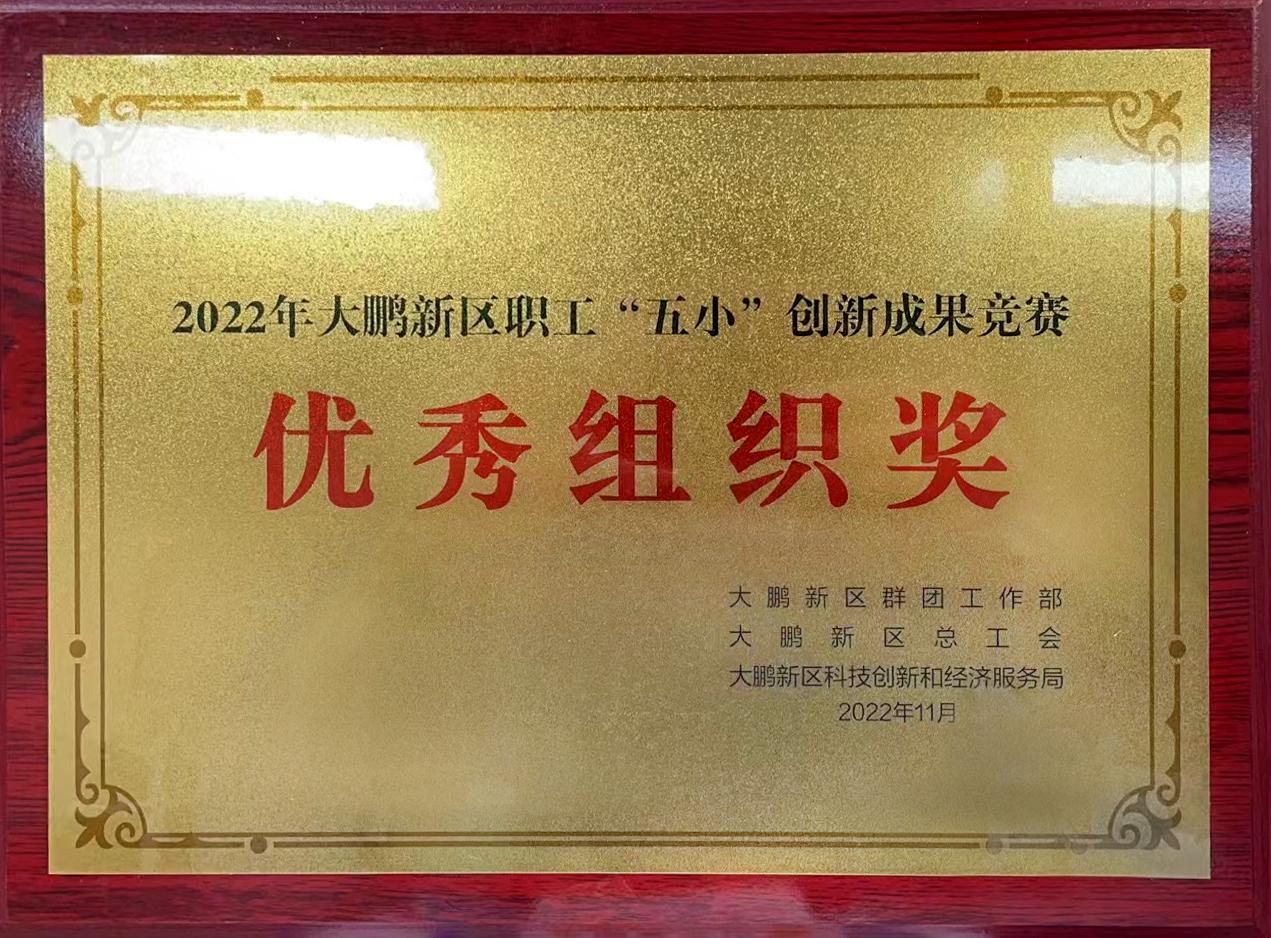 2022年大鹏新区职工“五小”创新成果竞赛
优秀组织奖
大鹏新区群团工作部
大鹏新区总工会
大鹏新区科技创新和经济服务局
2022年11月